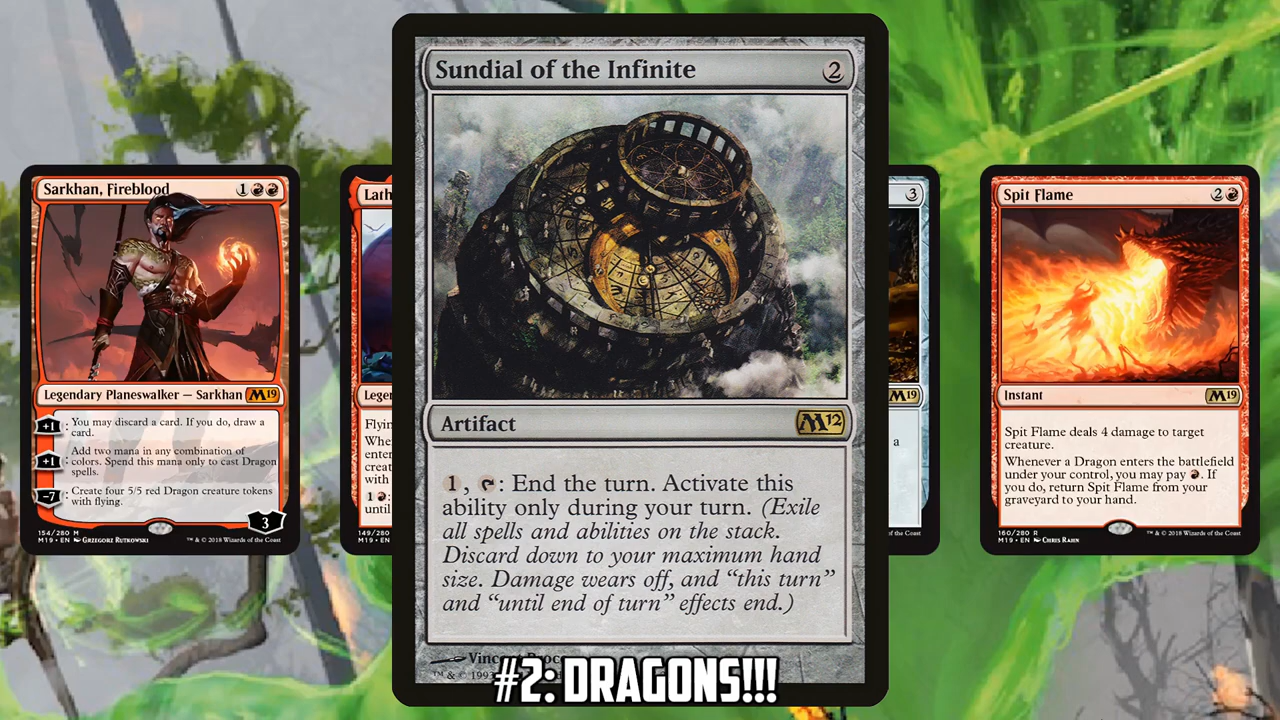 Sarkhan, Fireblood 1
Legendary Planeswalker — Sarkhan M19
+1 : You may discard a card. If you do, draw a
card.
+1 : Add two mana in any combination of
colors. Spend this mana only to cast Dragon
spells.
-7 : Create four 5/5 red Dragon creature tokens
with flying.
3
154/280 M
M19 • EN GRZEGORZ RUTKOWSKI ™ & © 2018 Wizards of the Coast
Lath
Legen
Flyin
Whe
enter
creat
with
1 :
until
149/280
M19 • EN
Sundial of the Infinite 2
Artifact M12
1, : End the turn. Activate this
ability only during your turn. (Exile
all spells and abilities on the stack.
Discard down to your maximum hand
size. Damage wears off, and “this turn”
and “until end of turn” effects end.)
™ & © 199
#2: DRAGONS!!!
3
M19
a
of the Coast
Spit Flame 2
Instant M19
Spit Flame deals 4 damage to target
creature.
Whenever a Dragon enters the battlefield
under your control, you may pay . If
you do, return Spit Flame from your
graveyard to your hand.
160/280 R
M19 • EN CHRIS RAHN ™ & © 2018 Wizards of the Coast